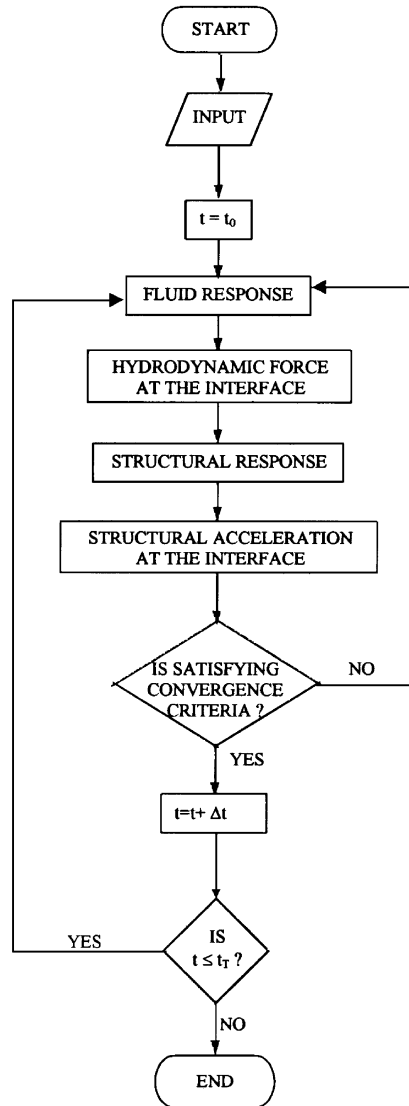 START
INPUT
t = t₀
FLUID RESPONSE
HYDRODYNAMIC FORCE
AT THE INTERFACE
STRUCTURAL RESPONSE
STRUCTURAL ACCELERATION
AT THE INTERFACE
IS SATISFYING
CONVERGENCE
CRITERIA ?
NO
YES
t=t+ Δt
IS
t ≤ t_T ?
YES
NO
END